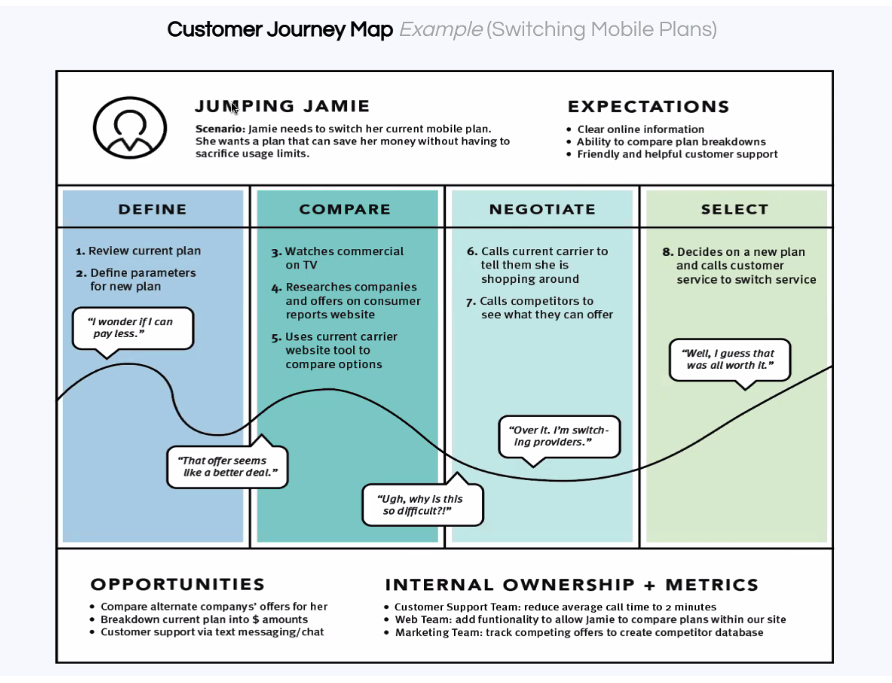 Customer Journey Map Example (Switching Mobile Plans)
JUMPING JAMIE
Scenario: Jamie needs to switch her current mobile plan.
She wants a plan that can save her money without having to
sacrifice usage limits.
EXPECTATIONS
• Clear online information
• Ability to compare plan breakdowns
• Friendly and helpful customer support
DEFINE
1. Review current plan
2. Define parameters
for new plan
"I wonder if I can
pay less."
COMPARE
3. Watches commercial
on TV
4. Researches companies
and offers on consumer
reports website
5. Uses current carrier
website tool to
compare options
"That offer seems
like a better deal."
NEGOTIATE
6. Calls current carrier to
tell them she is
shopping around
7. Calls competitors to
see what they can offer
"Ugh, why is this
so difficult?!"
"Over it. I'm switch-
ing providers."
SELECT
8. Decides on a new plan
and calls customer
service to switch service
"Well, I guess that
was all worth it."
OPPORTUNITIES
• Compare alternate companys' offers for her
• Breakdown current plan into $ amounts
• Customer support via text messaging/chat
INTERNAL OWNERSHIP + METRICS
• Customer Support Team: reduce average call time to 2 minutes
• Web Team: add funtionality to allow Jamie to compare plans within our site
• Marketing Team: track competing offers to create competitor database